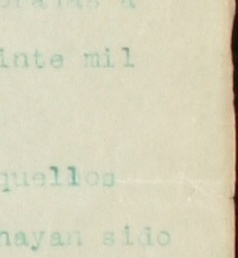 a
inte mil
quellos
hayan sido